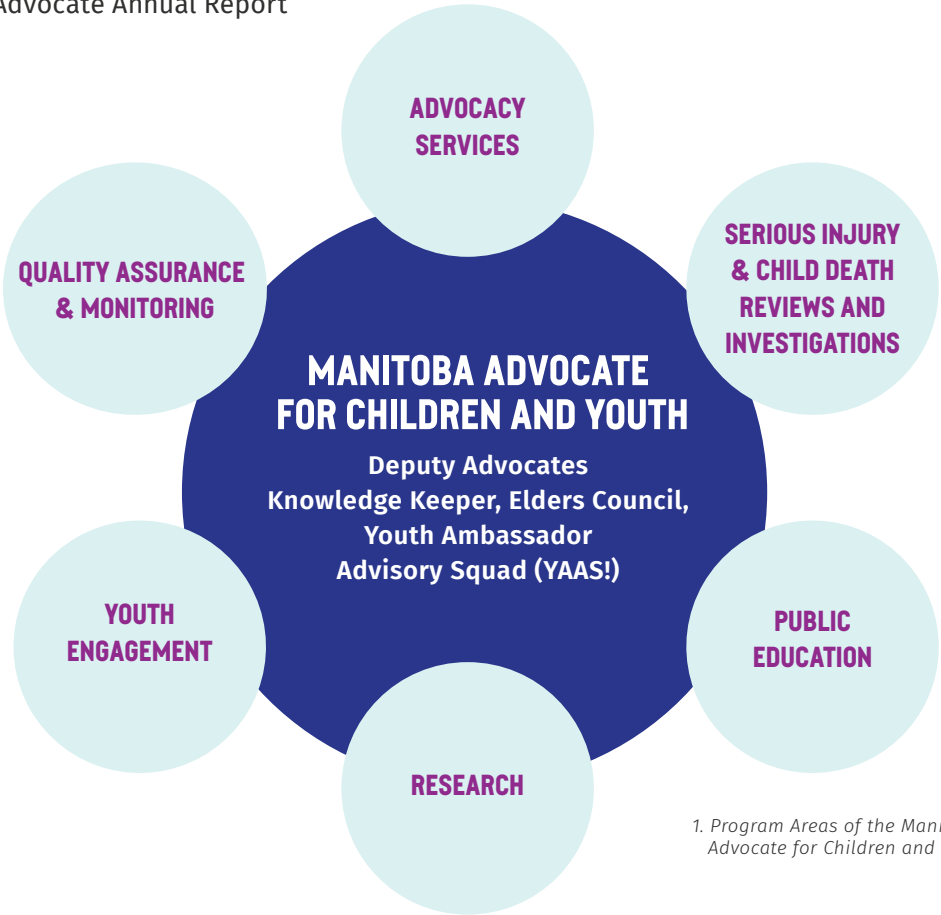 Advocate Annual Report
ADVOCACY
SERVICES
SERIOUS INJURY
& CHILD DEATH
REVIEWS AND
INVESTIGATIONS
QUALITY ASSURANCE
& MONITORING
MANITOBA ADVOCATE
FOR CHILDREN AND YOUTH
Deputy Advocates
Knowledge Keeper, Elders Council,
Youth Ambassador
Advisory Squad (YAAS!)
YOUTH
ENGAGEMENT
PUBLIC
EDUCATION
RESEARCH
1. Program Areas of the
Advocate for Children and